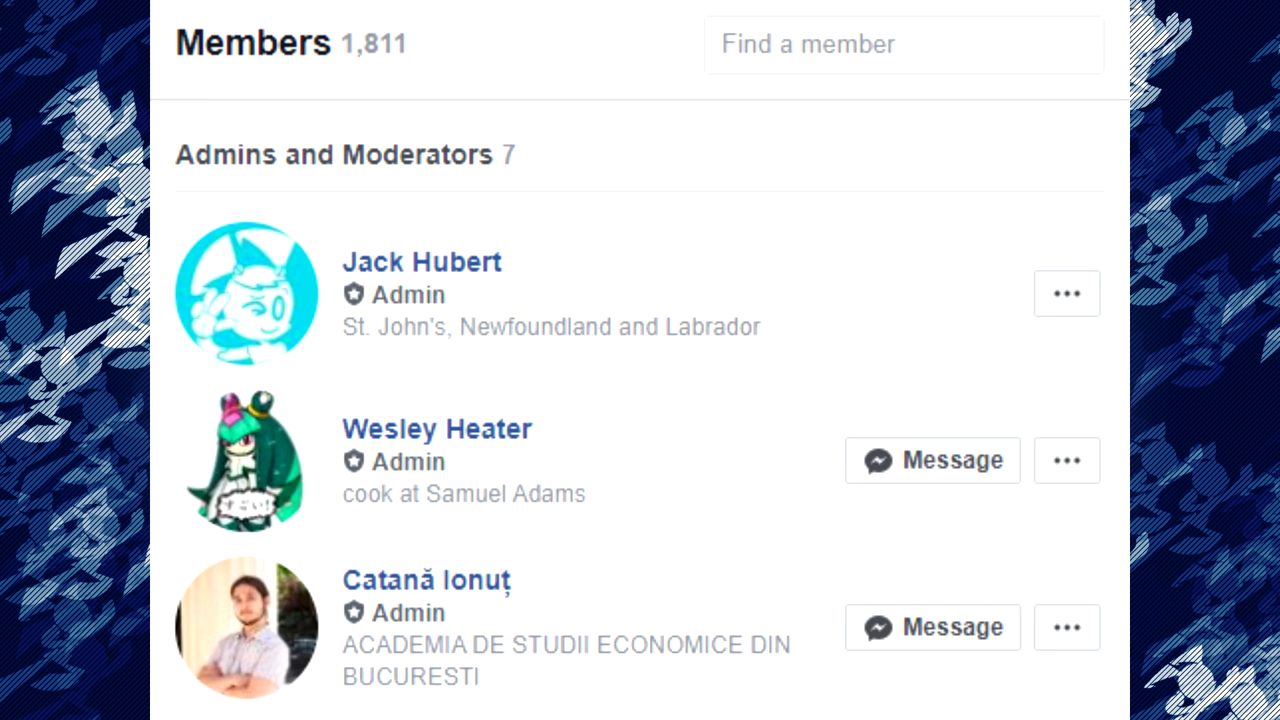 Members 1,811
Find a member
Admins and Moderators 7
Jack Hubert
Admin
St. John's, Newfoundland and Labrador
Wesley Heater
Admin
Message
cook at Samuel Adams
Catană Ionuț
Admin
Message
ACADEMIA DE STUDII ECONOMICE DIN
BUCURESTI